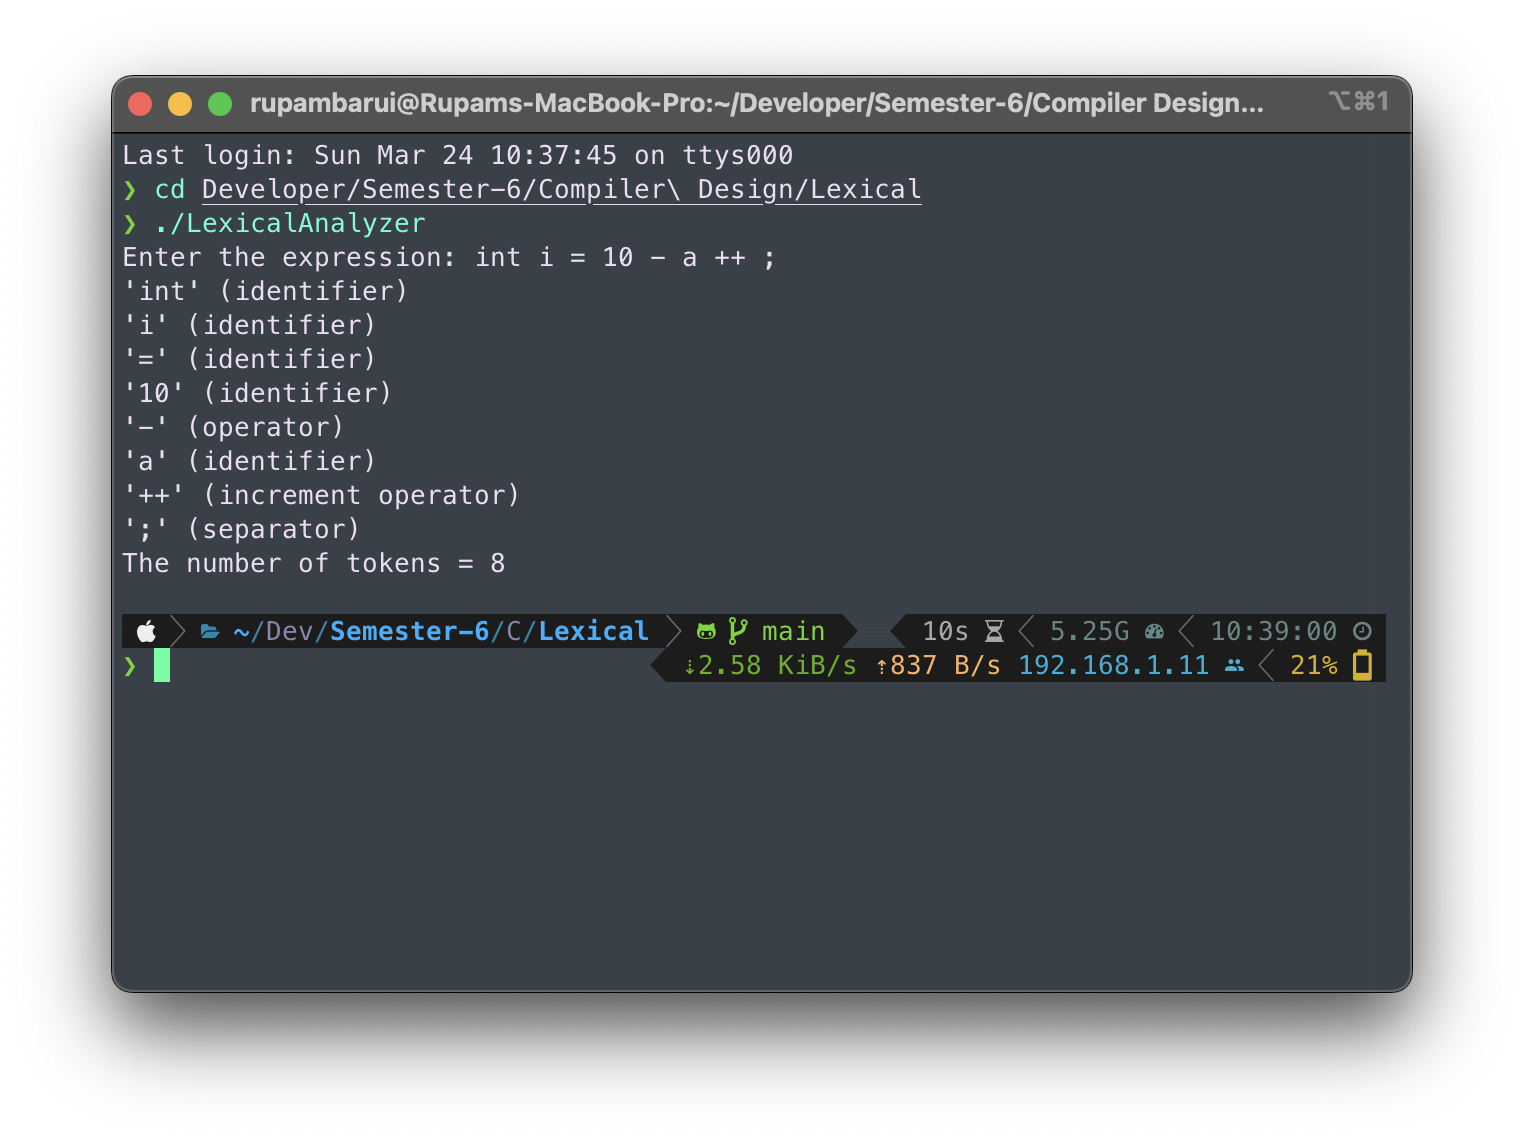 rupambarui@Rupams-MacBook-Pro:~/Developer/Semester-6/Compiler Design... ⌥⌘1
Last login: Sun Mar 24 10:37:45 on ttys000
❯ cd Developer/Semester-6/Compiler\ Design/Lexical
❯ ./LexicalAnalyzer
Enter the expression: int i = 10 - a ++ ;
'int' (identifier)
'i' (identifier)
'=' (identifier)
'10' (identifier)
'-' (operator)
'a' (identifier)
'++' (increment operator)
';' (separator)
The number of tokens = 8
~/Dev/Semester-6/C/Lexical main 10s 5.25G 10:39:00
❯ ⇣2.58 KiB/s ⇡837 B/s 192.168.1.11 21%